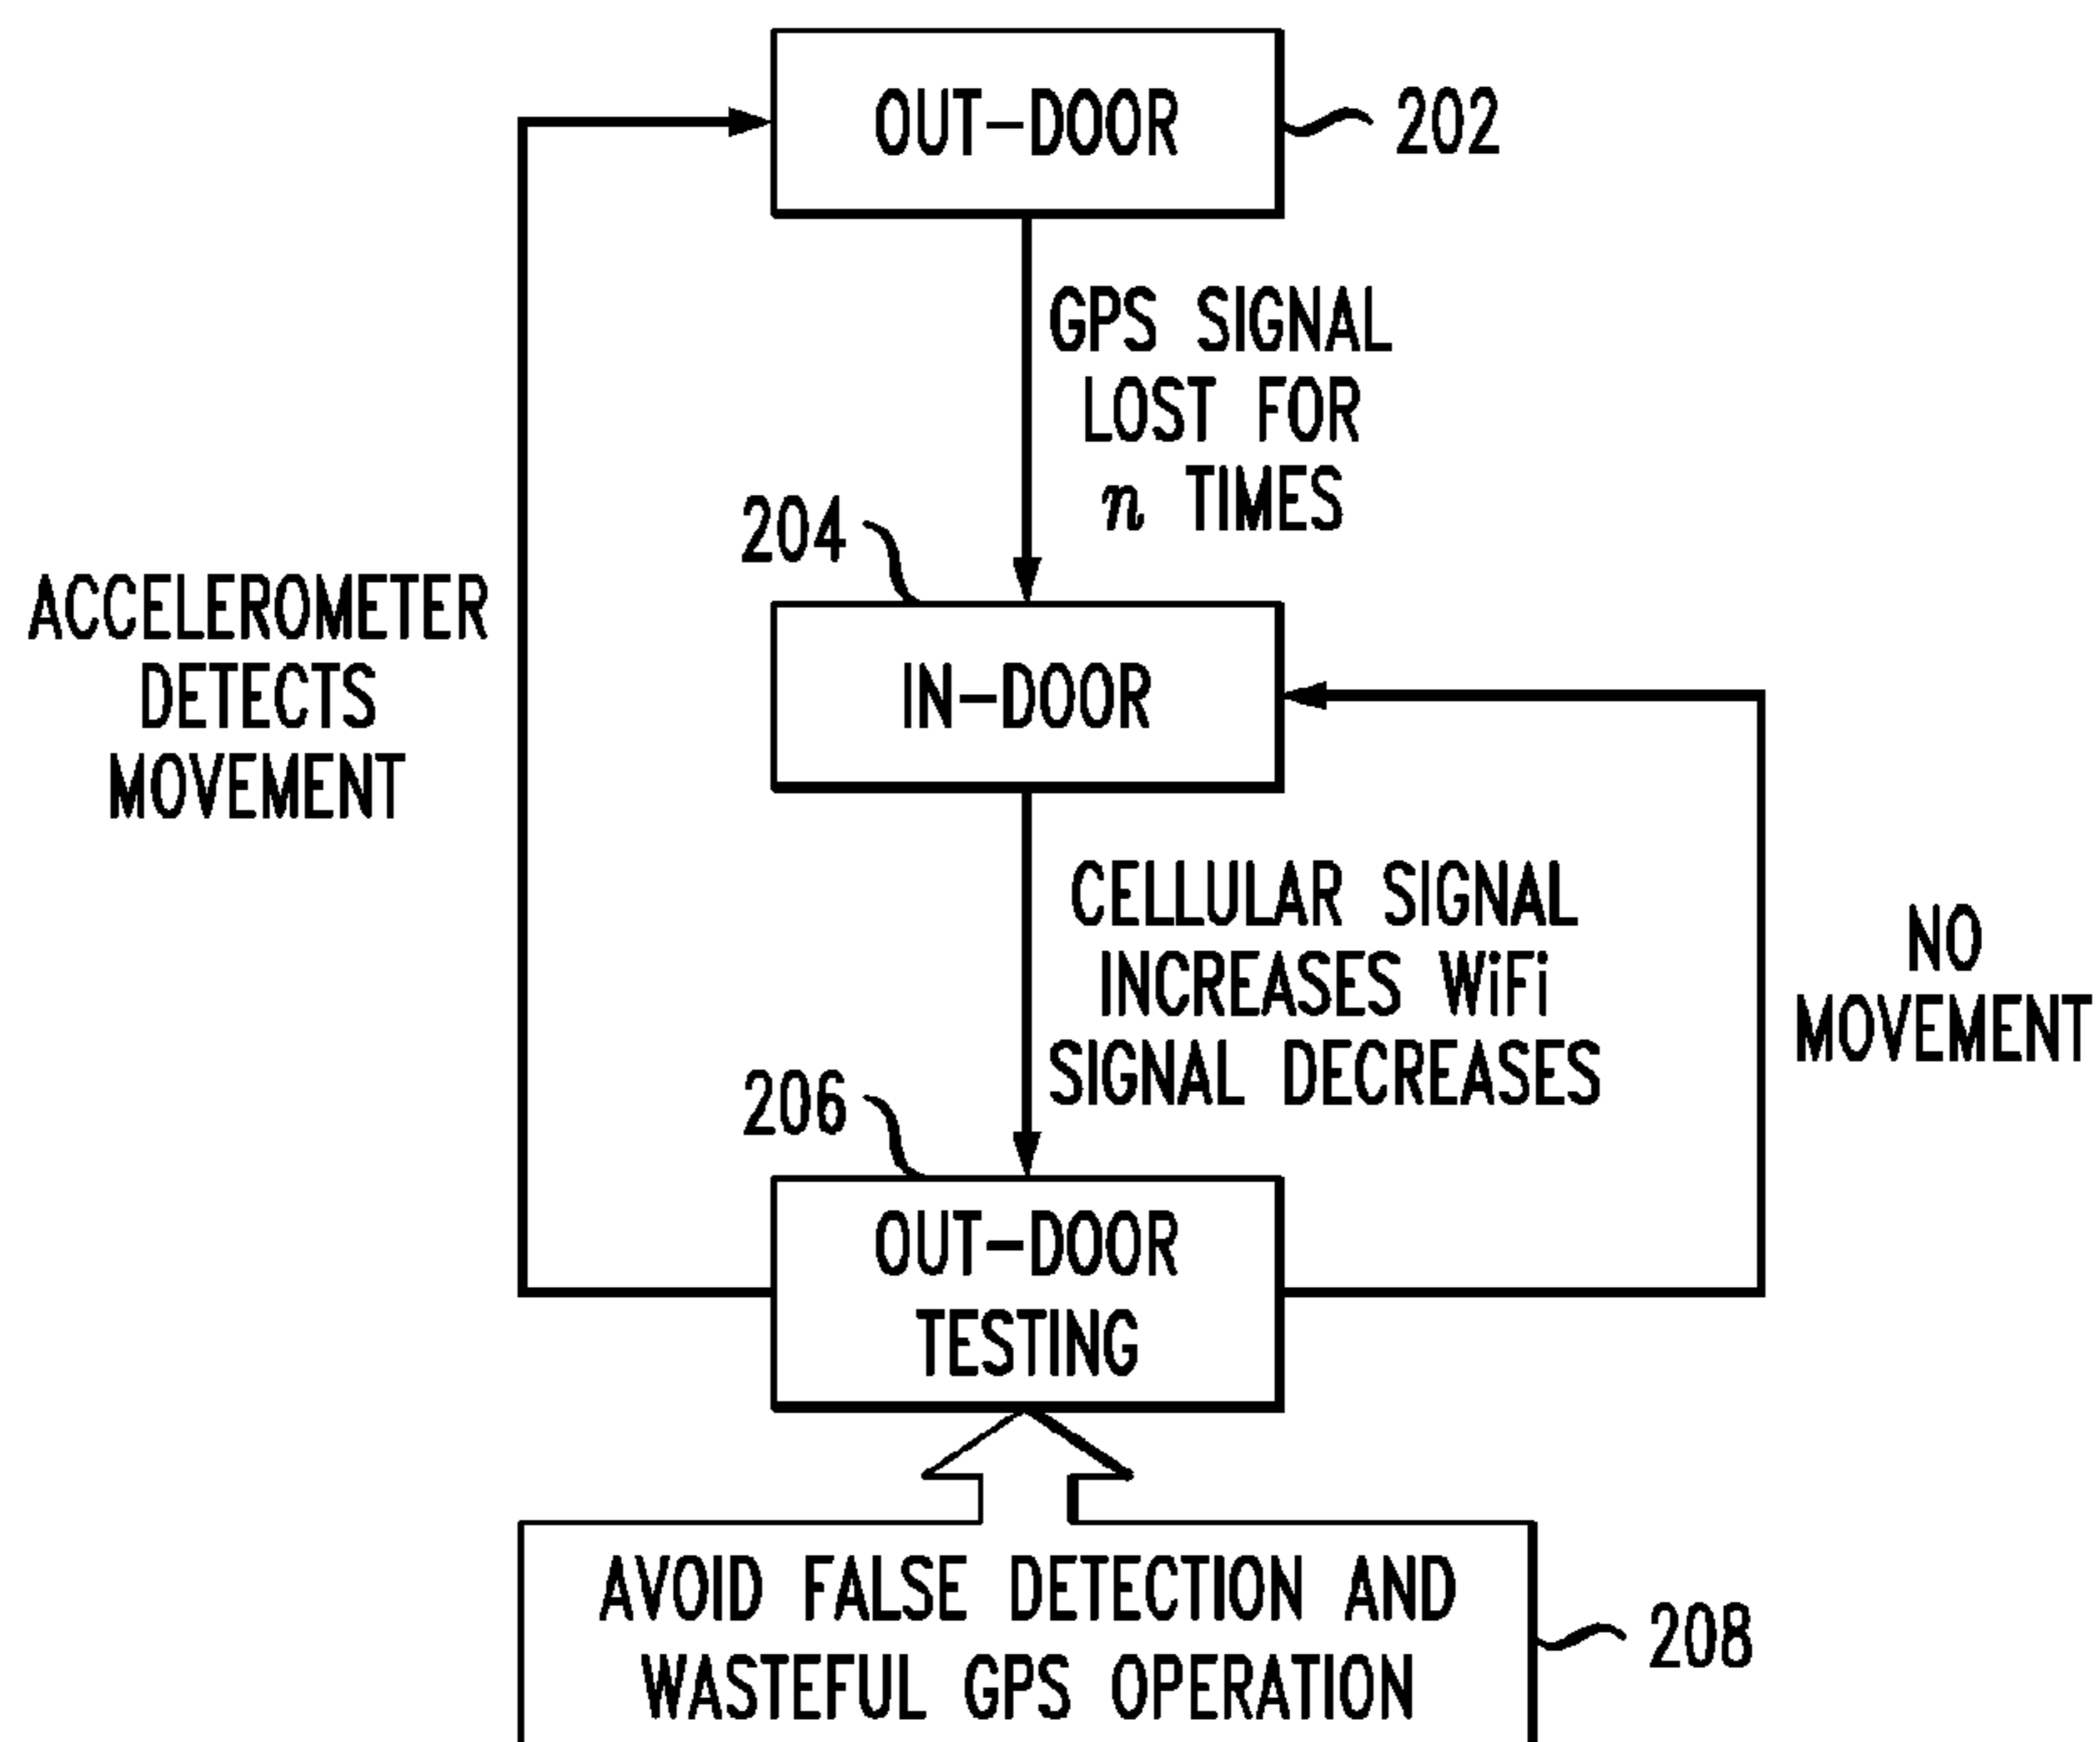 OUT-DOOR
202
GPS SIGNAL
LOST FOR
n TIMES
204
ACCELEROMETER
DETECTS
MOVEMENT
IN-DOOR
CELLULAR SIGNAL
INCREASES WiFi
SIGNAL DECREASES
NO
MOVEMENT
206
OUT-DOOR
TESTING
AVOID FALSE DETECTION AND
WASTEFUL GPS OPERATION
208